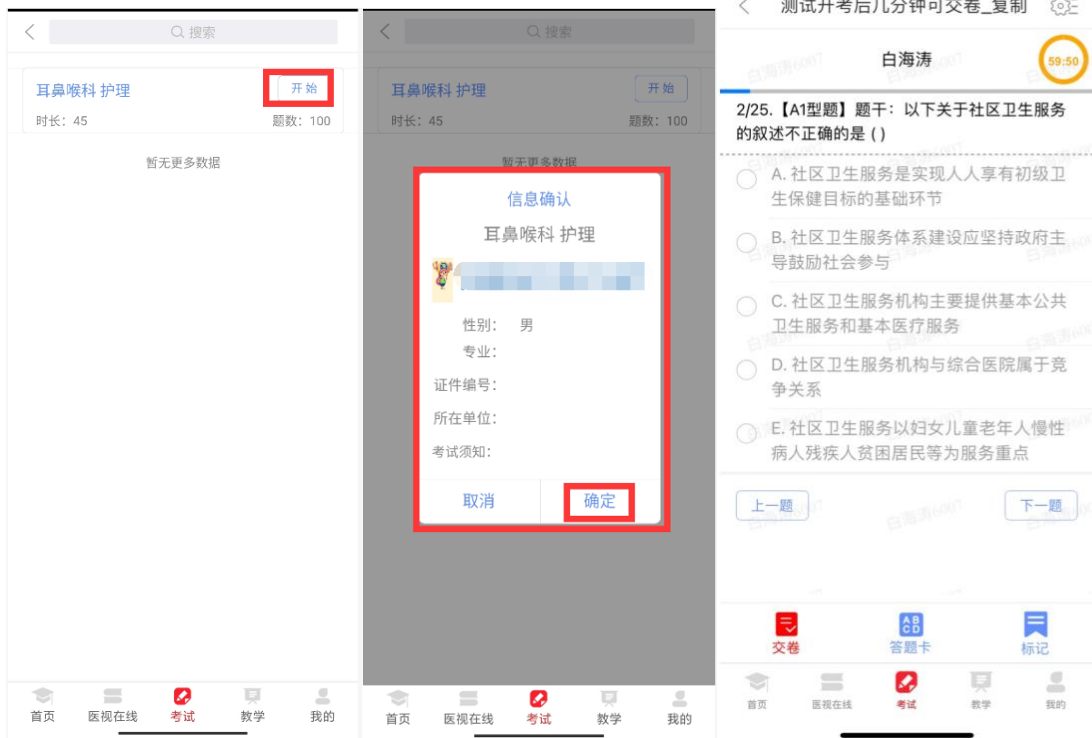 搜索
耳鼻喉科 护理
开始
时长：45
题数：100
暂无更多数据
首页
医视在线
考试
教学
我的
搜索
耳鼻喉科 护理
开始
时长：45
题数：100
暂无更多数据
信息确认
耳鼻喉科 护理
性别： 男
专业：
证件编号：
所在单位：
考试须知：
取消
确定
首页
医视在线
考试
教学
我的
测试开考后几分钟可交卷_复制
白海涛
59:50
2/25.【A1型题】题干：以下关于社区卫生服务
的叙述不正确的是 ( )
A. 社区卫生服务是实现人人享有初级卫
生保健目标的基础环节
B. 社区卫生服务体系建设应坚持政府主
导鼓励社会参与
C. 社区卫生服务机构主要提供基本公共
卫生服务和基本医疗服务
D. 社区卫生服务机构与综合医院属于竞
争关系
E. 社区卫生服务以妇女儿童老年人慢性
病人残疾人贫困居民等为服务重点
上一题
下一题
白海涛6007
交卷
ABCD
答题卡
标记
首页
医视在线
考试
教学
我的